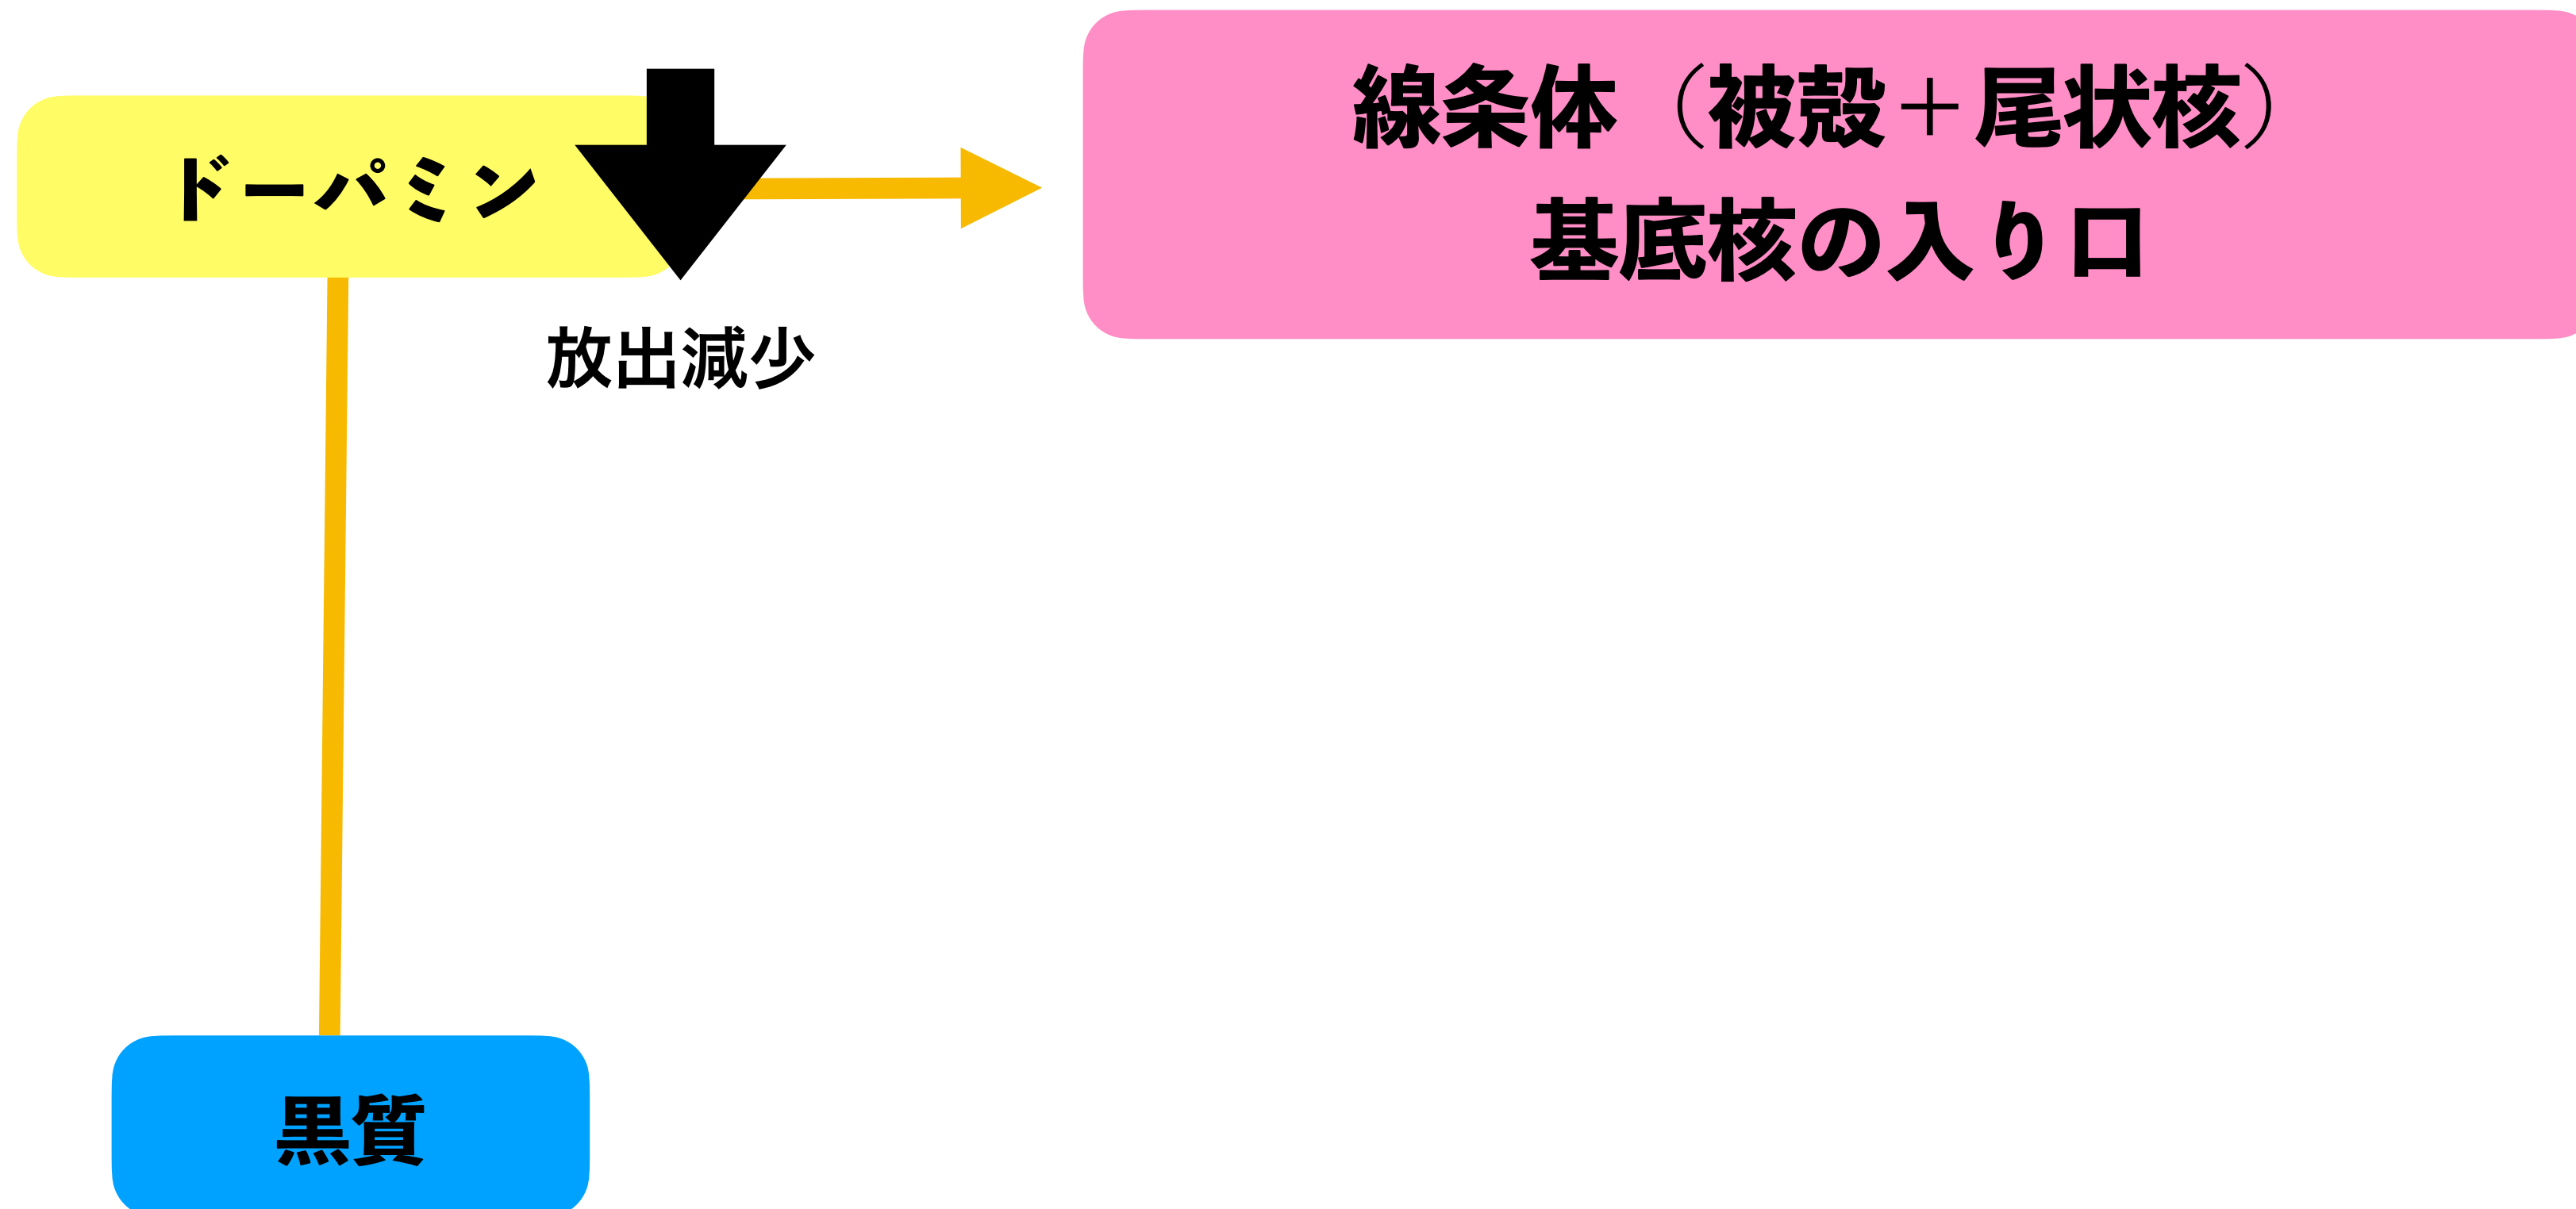 線条体（被殻＋尾状核）
基底核の入り口
ドーパミン
放出減少
黒質